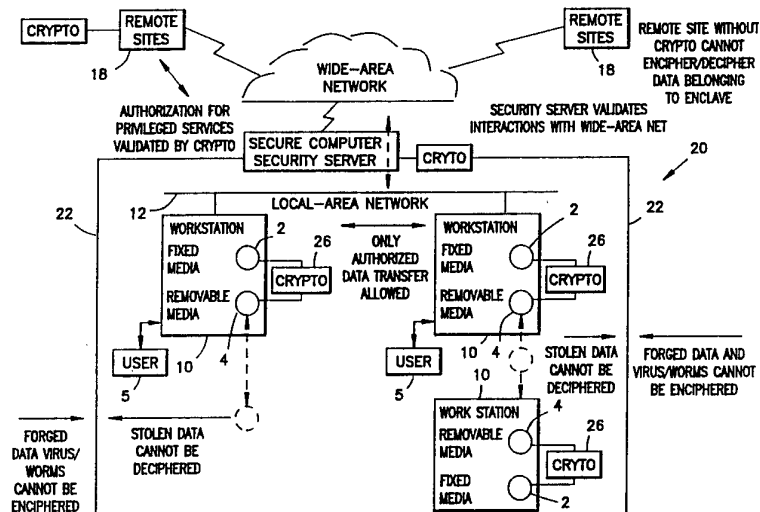 CRYPTO
REMOTE
SITES
18
WIDE-AREA
NETWORK
REMOTE
SITES
18
REMOTE SITE WITHOUT
CRYPTO CANNOT
ENCIPHER/DECIPHER
DATA BELONGING
TO ENCLAVE
AUTHORIZATION FOR
PRIVILEGED SERVICES
VALIDATED BY CRYPTO
SECURITY SERVER VALIDATES
INTERACTIONS WITH WIDE-AREA NET
SECURE COMPUTER
SECURITY SERVER
CRYTO
20
22
12
LOCAL-AREA NETWORK
22
WORKSTATION
FIXED
MEDIA
2
26
CRYPTO
REMOVABLE
MEDIA
4
10
USER
5
ONLY
AUTHORIZED
DATA TRANSFER
ALLOWED
WORKSTATION
FIXED
MEDIA
2
26
CRYPTO
REMOVABLE
MEDIA
10
4
USER
5
STOLEN DATA
CANNOT BE
DECIPHERED
FORGED DATA AND
VIRUS/WORMS CANNOT
BE ENCIPHERED
10
WORK STATION
4
REMOVABLE
MEDIA
26
CRYTO
FIXED
MEDIA
2
FORGED
DATA VIRUS/
WORMS
CANNOT BE
ENCIPHERED
STOLEN DATA
CANNOT BE
DECIPHERED